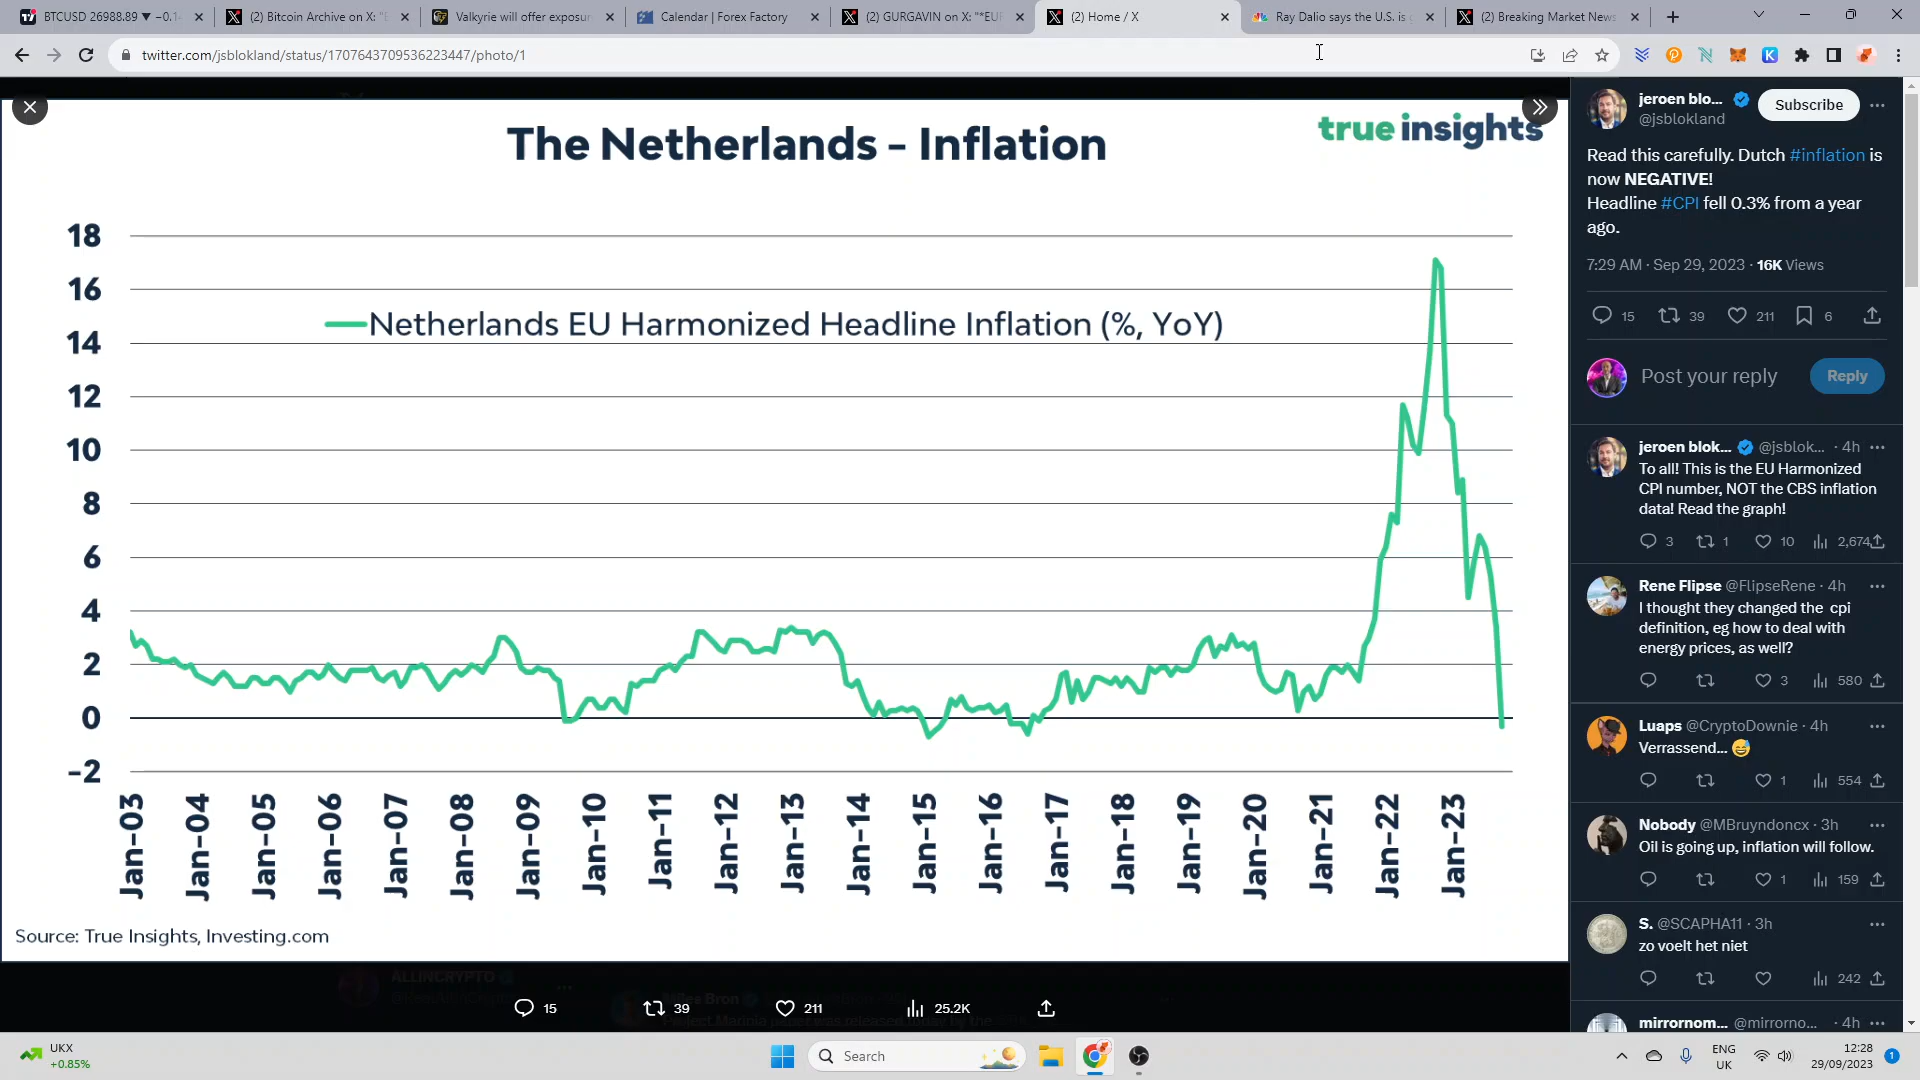 BTCUSD 26988.89 ▼ −0.1
(2) Bitcoin Archive on X: "
Valkyrie will offer exposur
Calendar | Forex Factory
(2) GURGAVIN on X: "*EUR
(2) Home / X
Ray Dalio says the U.S. is g
(2) Breaking Market News
twitter.com/jsblokland/status/1707643709536223447/photo/1
The Netherlands - Inflation
true insights
18
16
Netherlands EU Harmonized Headline Inflation (%, YoY)
14
12
10
8
6
4
2
0
-2
Jan-03
Jan-04
Jan-05
Jan-06
Jan-07
Jan-08
Jan-09
Jan-10
Jan-11
Jan-12
Jan-13
Jan-14
Jan-15
Jan-16
Jan-17
Jan-18
Jan-19
Jan-20
Jan-21
Jan-22
Jan-23
Source: True Insights, Investing.com
ALLINCRYPTO
15
39
211
25.2K
jeroen blo...
Subscribe
@jsblokland
Read this carefully. Dutch #inflation is
now NEGATIVE!
Headline #CPI fell 0.3% from a year
ago.
7:29 AM · Sep 29, 2023 · 16K Views
15
39
211
6
Post your reply
Reply
jeroen blok... @jsblok... · 4h
To all! This is the EU Harmonized
CPI number, NOT the CBS inflation
data! Read the graph!
3
1
10
2,674
Rene Flipse @FlipseRene · 4h
I thought they changed the cpi
definition, eg how to deal with
energy prices, as well?
3
580
Luaps @CryptoDownie · 4h
Verrassend... 😅
1
554
Nobody @MBruyndoncx · 3h
Oil is going up, inflation will follow.
1
159
S. @SCAPHA11 · 3h
zo voelt het niet
242
mirrornom... @mirrorno... · 4h
UKX
+0.85%
Search
ENG
UK
12:28
29/09/2023
1